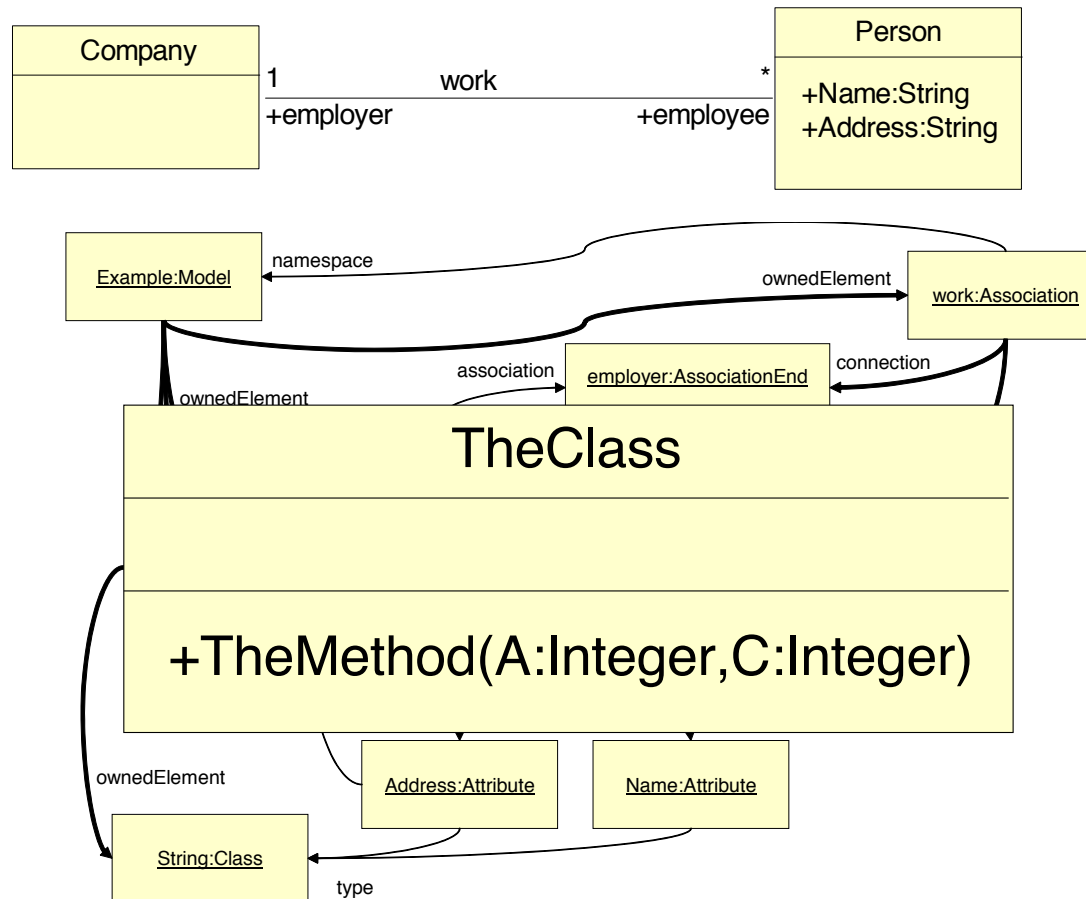 Company
Person
1
work
*
+employer
+employee
+Name:String
+Address:String
Example:Model
namespace
ownedElement
work:Association
association
employer:AssociationEnd
connection
ownedElement
TheClass
+TheMethod(A:Integer,C:Integer)
ownedElement
Address:Attribute
Name:Attribute
String:Class
type